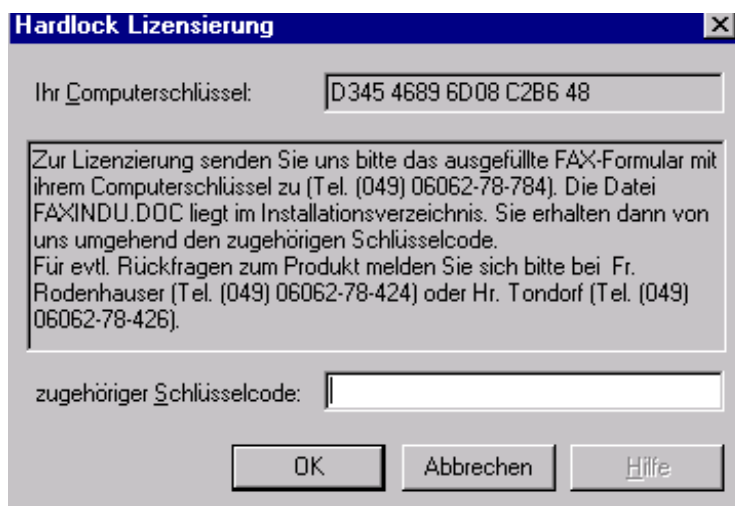 Hardlock Lizensierung
Ihr Computerschlüssel: D345 4689 6D08 C2B6 48
Zur Lizenzierung senden Sie uns bitte das ausgefüllte FAX-Formular mit
ihrem Computerschlüssel zu (Tel. (049) 06062-78-784). Die Datei
FAXINDU.DOC liegt im Installationsverzeichnis. Sie erhalten dann von
uns umgehend den zugehörigen Schlüsselcode.
Für evtl. Rückfragen zum Produkt melden Sie sich bitte bei Fr.
Rodenhauser (Tel. (049) 06062-78-424) oder Hr. Tondorf (Tel. (049)
06062-78-426).
zugehöriger Schlüsselcode:
OK Abbrechen Hilfe